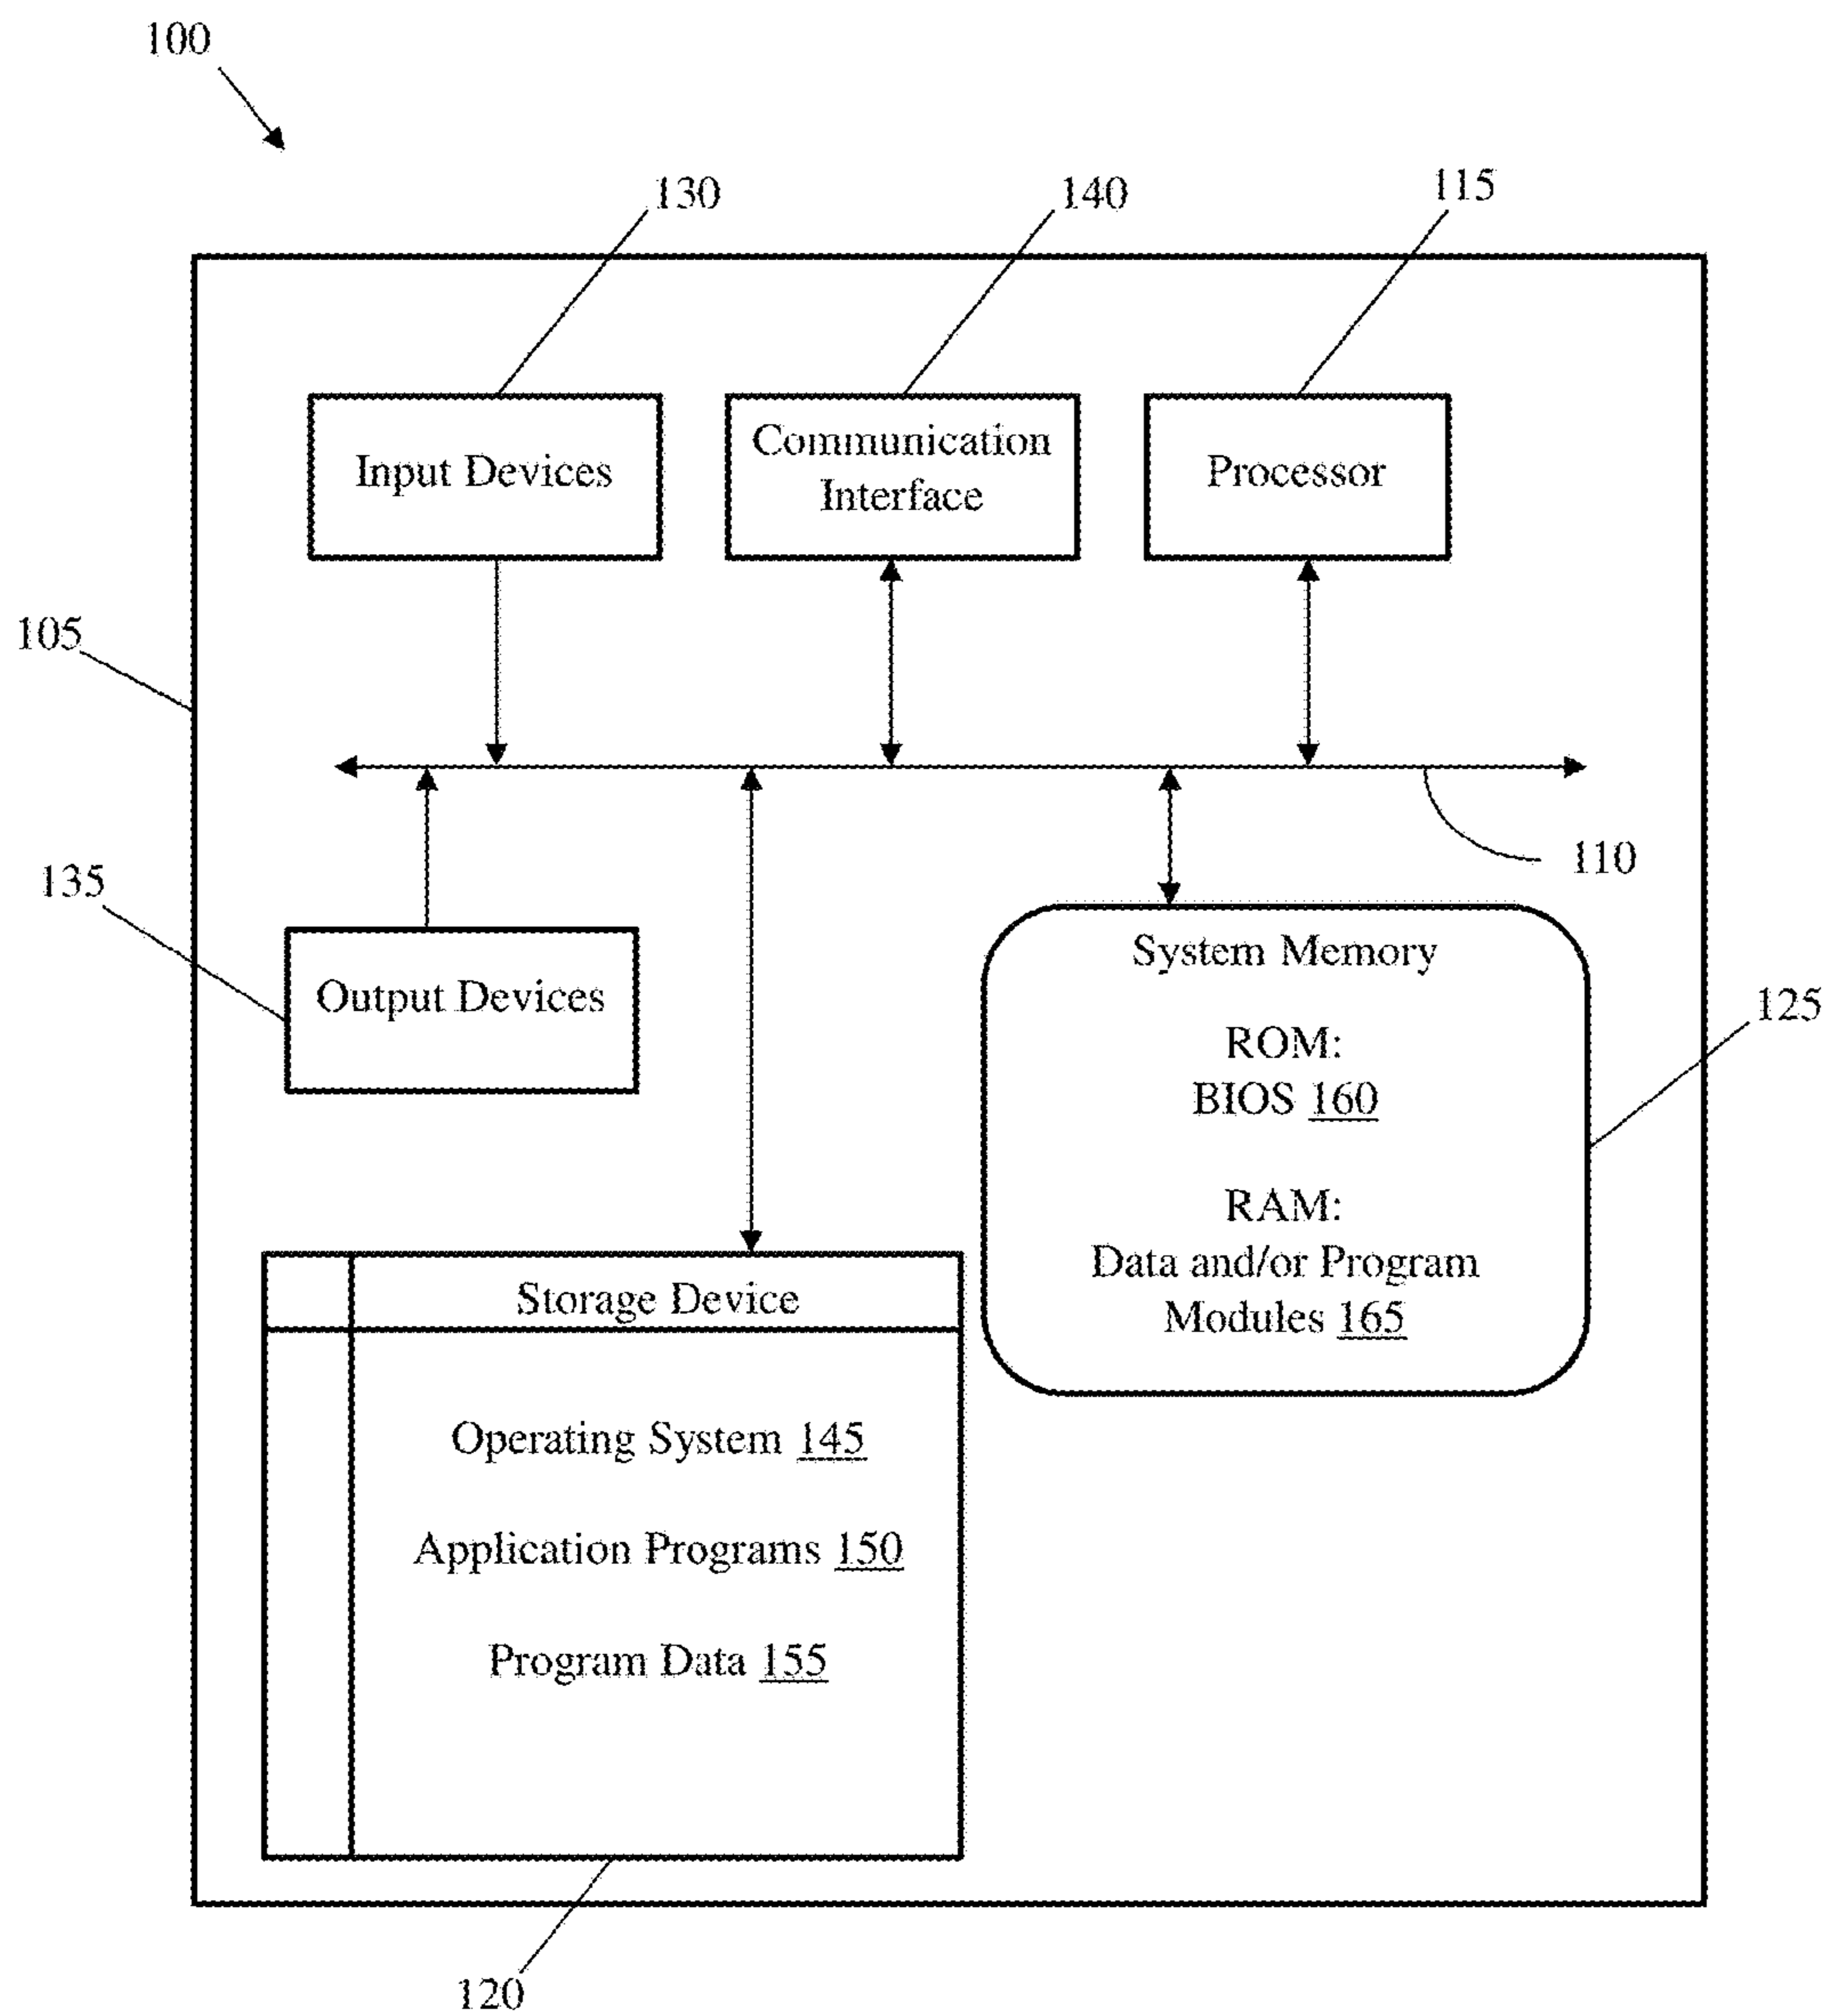 100
130
140
115
Input Devices
Communication
Interface
Processor
105
110
135
Output Devices
System Memory
ROM:
BIOS 160
RAM:
Data and/or Program
Modules 165
125
Storage Device
Operating System 145
Application Programs 150
Program Data 155
120